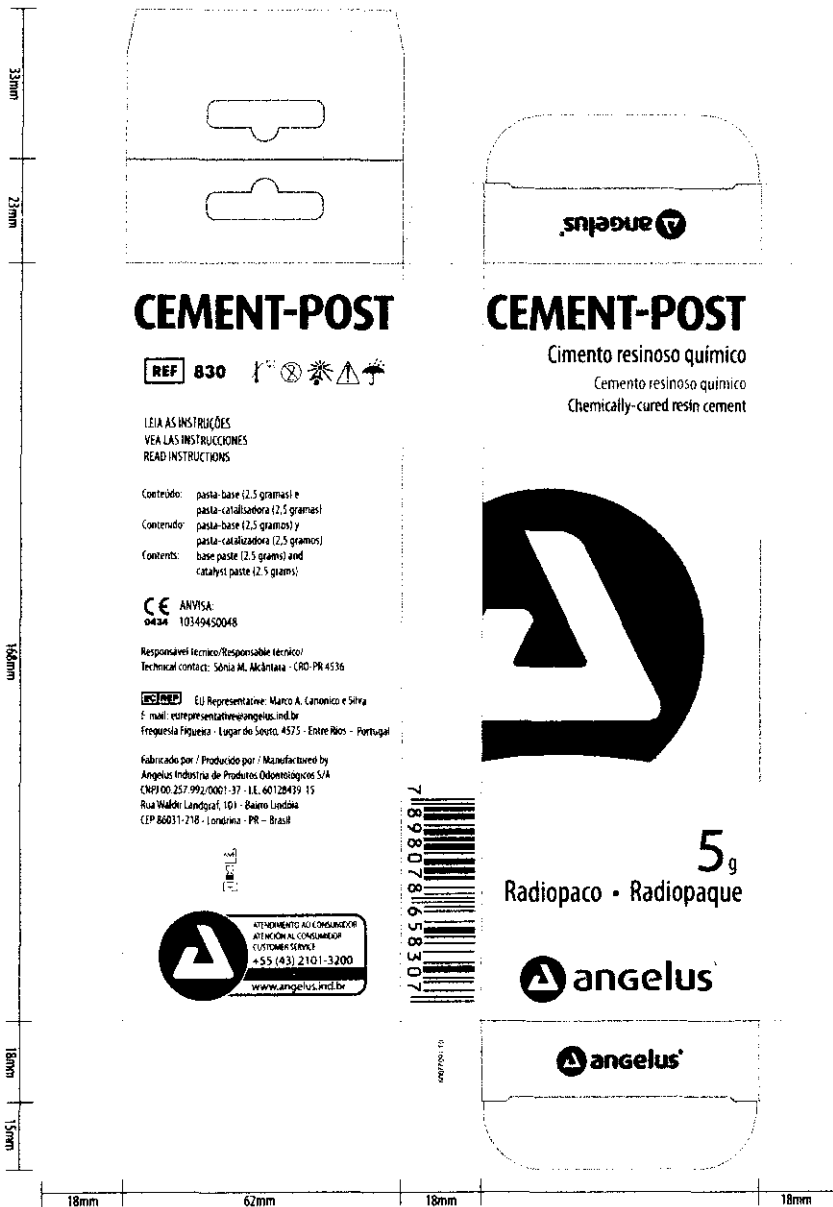 33mm
23mm
168mm
18mm
15mm
angelus
CEMENT-POST
REF 830
LEIA AS INSTRUÇÕES
VEA LAS INSTRUCCIONES
READ INSTRUCTIONS
Conteúdo: pasta-base (2,5 gramas) e
pasta-catalisadora (2,5 gramas)
Contenido: pasta-base (2,5 gramos) y
pasta-catalizadora (2,5 gramos)
Contents: base paste (2.5 grams) and
catalyst paste (2.5 grams)
CE 0434
ANVISA:
10349450048
Responsável técnico/Responsable técnico/
Technical contact: Sônia M. Alcântara - CRO-PR 4536
EC REP EU Representative: Marco A. Canonico e Silva
E-mail: eurepresentative@angelus.ind.br
Freguesia Figueira - Lugar do Souto, 4575 - Entre Rios - Portugal
Fabricado por / Producido por / Manufactured by
Angelus Indústria de Produtos Odontológicos S/A
CNPJ 00.257.992/0001-37 - I.E. 60128439-15
Rua Waldir Landgraf, 101 - Bairro Lindóia
CEP 86031-218 - Londrina - PR – Brasil
ATENDIMENTO AO CONSUMIDOR
ATENCIÓN AL CONSUMIDOR
CUSTOMER SERVICE
+55 (43) 2101-3200
www.angelus.ind.br
7 898078 658307
CEMENT-POST
Cimento resinoso químico
Cemento resinoso químico
Chemically-cured resin cement
5g
Radiopaco • Radiopaque
angelus
angelus
18mm
62mm
18mm
18mm